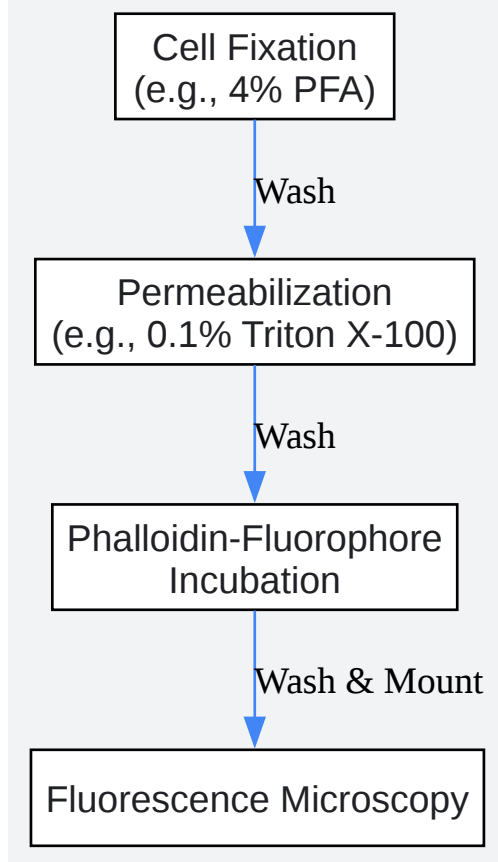 Cell Fixation
(e.g., 4% PFA)
Wash
Permeabilization
(e.g., 0.1% Triton X-100)
Wash
Phalloidin-Fluorophore
Incubation
Wash & Mount
Fluorescence Microscopy